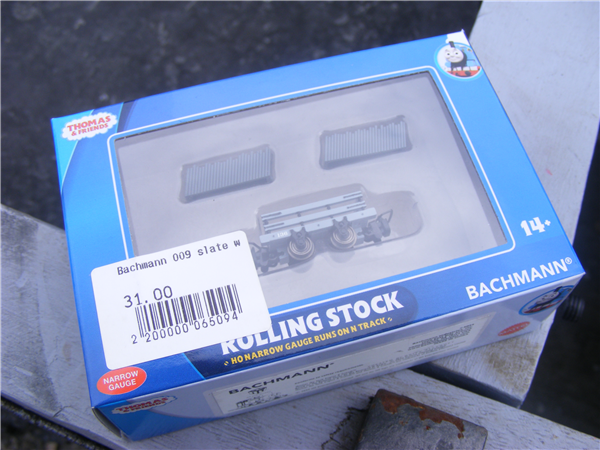 THOMAS
& FRIENDS
14+
Bachmann 009 slate w
31.00
2 200000 065094
ROLLING STOCK
• HO NARROW GAUGE RUNS ON N TRACK •
BACHMANN®
NARROW
GAUGE
BACHMANN®
THOMAS
& FRIENDS